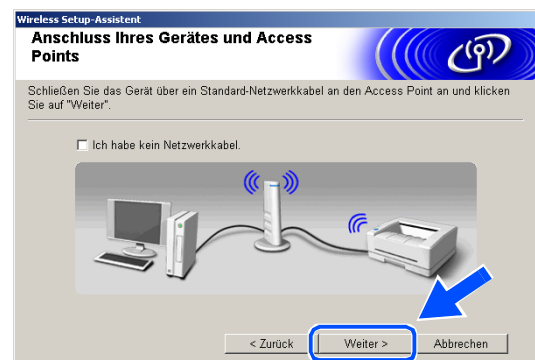 Wireless Setup-Assistent
Anschluss Ihres Gerätes und Access
Points
Schließen Sie das Gerät über ein Standard-Netzwerkkabel an den Access Point an und klicken
Sie auf "Weiter".
Ich habe kein Netzwerkkabel.
< Zurück
Weiter >
Abbrechen